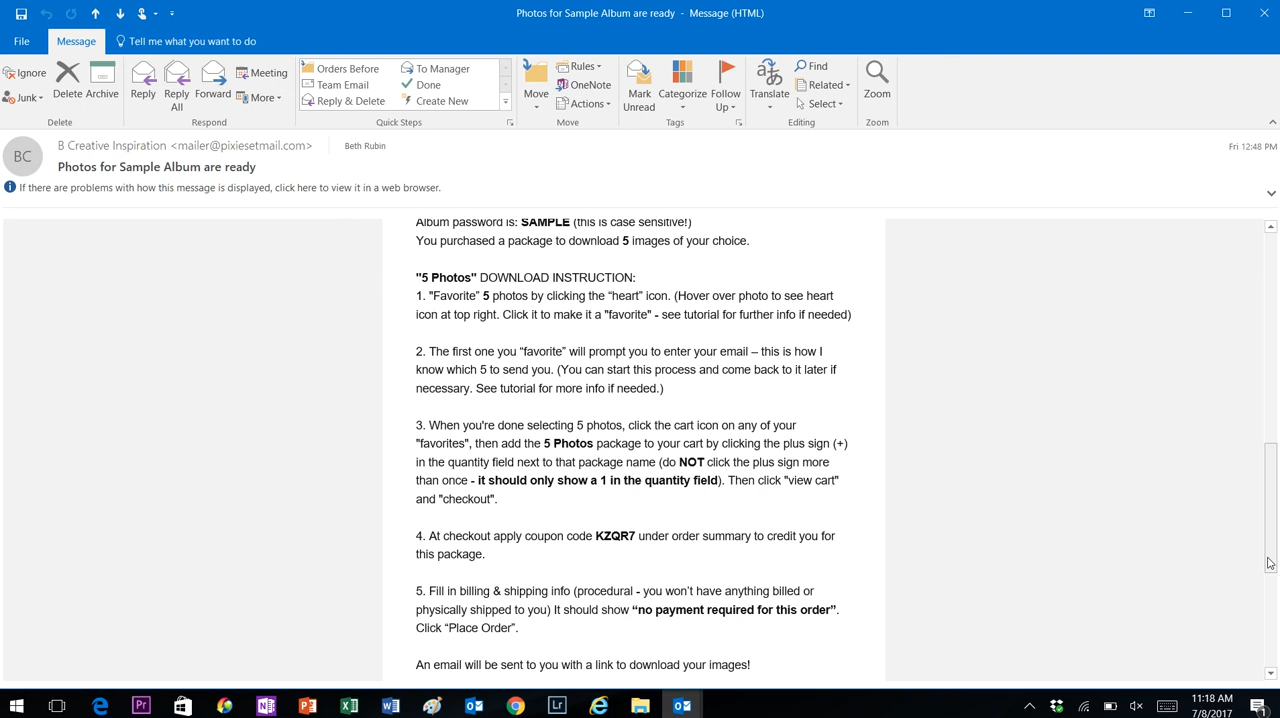 Photos for Sample Album are ready - Message (HTML)
File
Message
Tell me what you want to do
Ignore
Junk
Delete
Archive
Delete
Reply
Reply All
Forward
Meeting
More
Respond
Orders Before
Team Email
Reply & Delete
To Manager
Done
Create New
Quick Steps
Move
Rules
OneNote
Actions
Move
Mark Unread
Categorize
Follow Up
Tags
Translate
Find
Related
Select
Editing
Zoom
Zoom
BC
B Creative Inspiration <mailer@pixiesetmail.com>
Beth Rubin
Fri 12:48 PM
Photos for Sample Album are ready
If there are problems with how this message is displayed, click here to view it in a web browser.
Album password is: SAMPLE (this is case sensitive!)
You purchased a package to download 5 images of your choice.
"5 Photos" DOWNLOAD INSTRUCTION:
1. "Favorite” 5 photos by clicking the “heart” icon. (Hover over photo to see heart
icon at top right. Click it to make it a "favorite" - see tutorial for further info if needed)
2. The first one you “favorite” will prompt you to enter your email – this is how I
know which 5 to send you. (You can start this process and come back to it later if
necessary. See tutorial for more info if needed.)
3. When you're done selecting 5 photos, click the cart icon on any of your
"favorites", then add the 5 Photos package to your cart by clicking the plus sign (+)
in the quantity field next to that package name (do NOT click the plus sign more
than once - it should only show a 1 in the quantity field). Then click "view cart"
and "checkout".
4. At checkout apply coupon code KZQR7 under order summary to credit you for
this package.
5. Fill in billing & shipping info (procedural - you won’t have anything billed or
physically shipped to you) It should show “no payment required for this order”.
Click “Place Order”.
An email will be sent to you with a link to download your images!
11:18 AM
7/8/2017